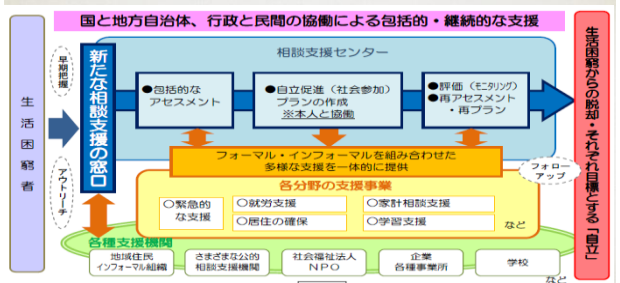 国と地方自治体、行政と民間の協働による包括的・継続的な支援
生活困窮者
早期把握
アウトリーチ
新たな相談支援の窓口
相談支援センター
●包括的な
アセスメント
●自立促進（社会参加）
プランの作成
※本人と協働
●評価（モニタリング）
●再アセスメント
・再プラン
フォーマル・インフォーマルを組み合わせた
多様な支援を一体的に提供
フォロー
アップ
各分野の支援事業
○緊急的
な支援
○就労支援
○居住の確保
○家計相談支援
○学習支援
など
各種支援機関
地域住民
インフォーマル組織
さまざまな公的
相談支援機関
社会福祉法人
ＮＰＯ
企業
各種事業所
学校
など
生活困窮からの脱却・それぞれ目標とする「自立」